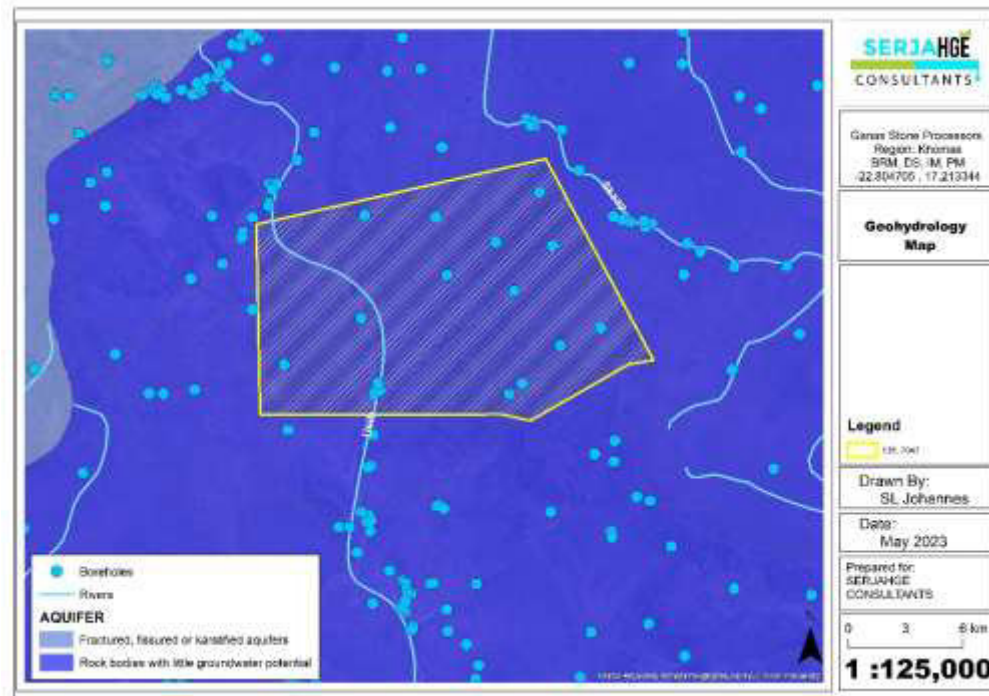 SERJAHGE
CONSULTANTS
Ganas Stone Processors
Region: Khomas
BRM, DS, IM, PM
-22.804705 , 17.213344
Geohydrology
Map
Legend
Drawn By:
SL Johannes
Date:
May 2023
Prepared for:
SERJAHGE
CONSULTANTS
0 3 6 km
1 :125,000
Boreholes
Rivers
AQUIFER
Fractured, fissured or karstified aquifers
Rock bodies with little groundwater potential